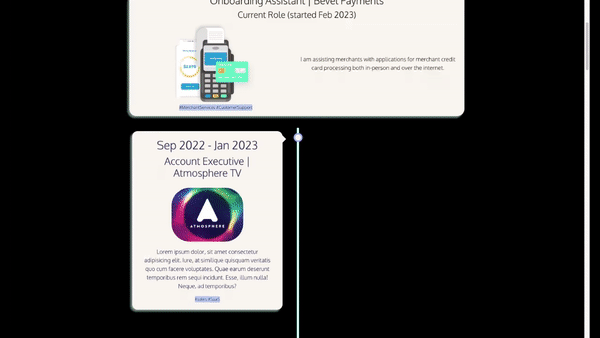 Onboarding Assistant | Bevel Payments
Current Role (started Feb 2023)
I am assisting merchants with applications for merchant credit
card processing both in-person and over the internet.
#MerchantServices #CustomerSupport
Sep 2022 - Jan 2023
Account Executive |
Atmosphere TV
ATMOSPHERE
Lorem ipsum dolor, sit amet consectetur
adipisicing elit. Iure, at similique quisquam veritatis
quo cum facere voluptates. Quae earum deserunt
temporibus rem sequi incidunt. Esse, illum nulla!
Neque, ad temporibus?
#sales #SaaS